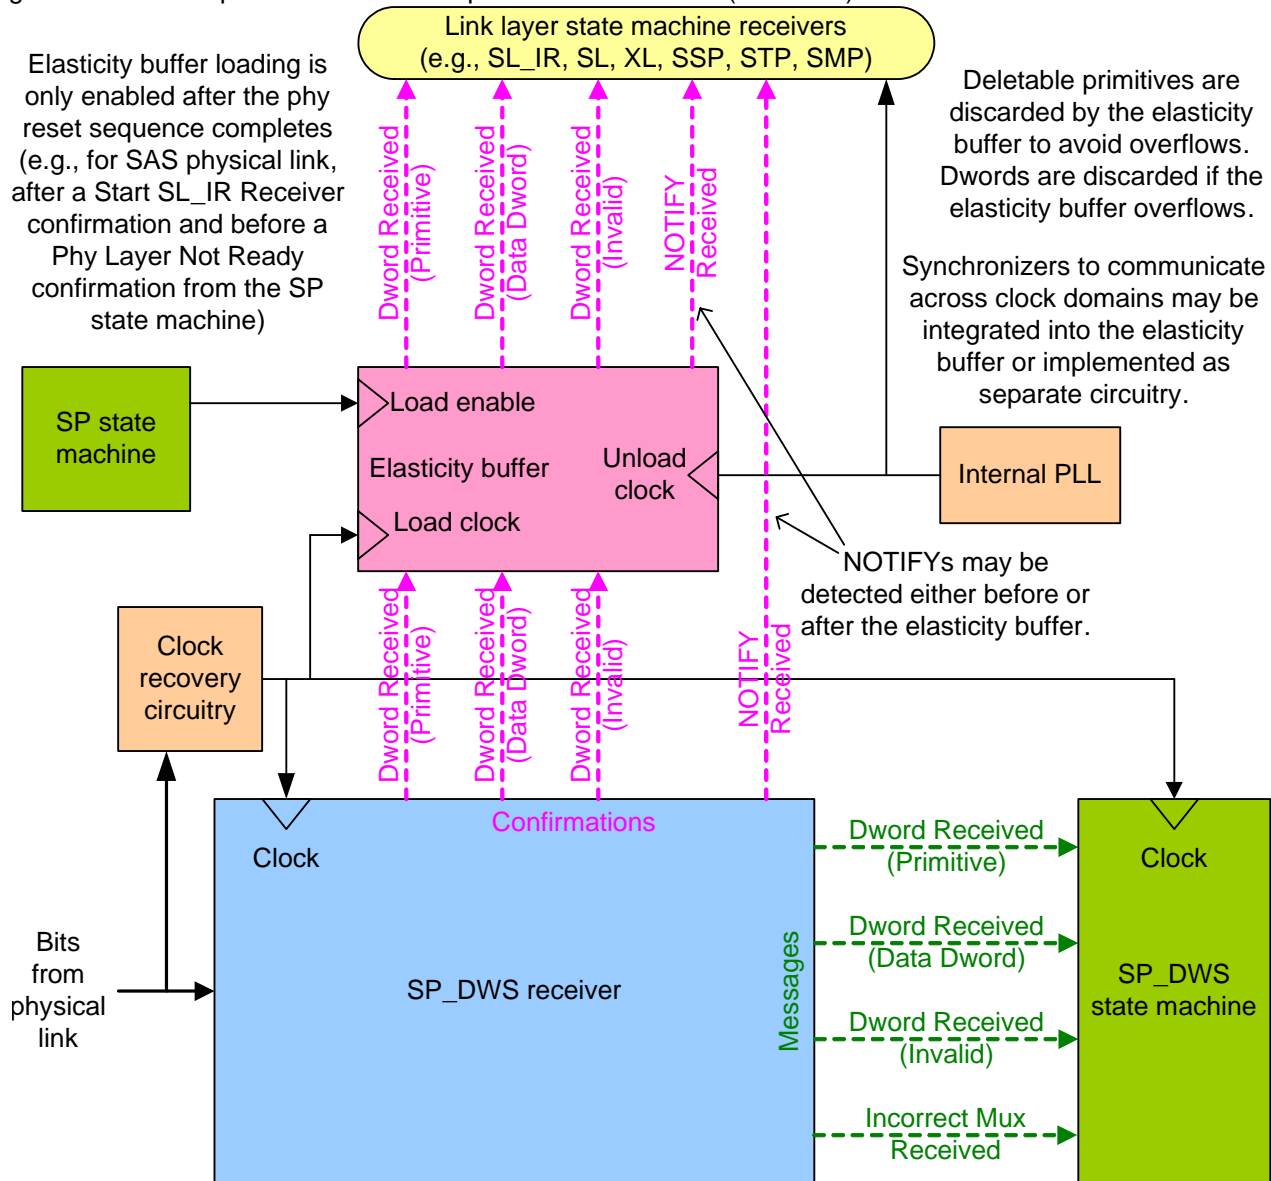 Link layer state machine receivers
(e.g., SL_IR, SL, XL, SSP, STP, SMP)
Elasticity buffer loading is
only enabled after the phy
reset sequence completes
(e.g., for SAS physical link,
after a Start SL_IR Receiver
confirmation and before a
Phy Layer Not Ready
confirmation from the SP
state machine)
Deletable primitives are
discarded by the elasticity
buffer to avoid overflows.
Dwords are discarded if the
elasticity buffer overflows.
Synchronizers to communicate
across clock domains may be
integrated into the elasticity
buffer or implemented as
separate circuitry.
Dword Received
(Primitive)
Dword Received
(Data Dword)
Dword Received
(Invalid)
NOTIFY
Received
SP state
machine
Load enable
Elasticity buffer
Unload
clock
Load clock
Internal PLL
NOTIFYs may be
detected either before or
after the elasticity buffer.
Clock
recovery
circuitry
Dword Received
(Primitive)
Dword Received
(Data Dword)
Dword Received
(Invalid)
NOTIFY
Received
Confirmations
Clock
Bits
from
physical
link
SP_DWS receiver
Messages
Dword Received
(Primitive)
Dword Received
(Data Dword)
Dword Received
(Invalid)
Incorrect Mux
Received
Clock
SP_DWS
state machine